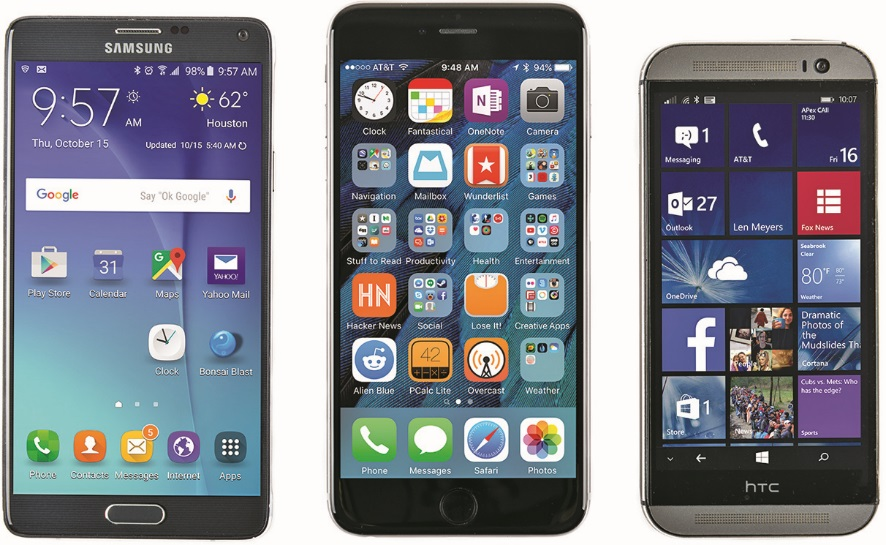 SAMSUNG
98% 9:57 AM
9:57 AM
62°
Houston
Thu, October 15
Updated 10/15 5:40 AM
Google
Say "Ok Google"
31
YAHOO!
Play Store Calendar Maps Yahoo Mail
Clock Bonsai Blast
5
Phone Contacts Messages Internet Apps
AT&T 9:48 AM 94%
N
Clock Fantastical OneNote Camera
Navigation Mailbox Wunderlist Games
Stuff to Read Productivity Health Entertainment
HN
Hacker News Social Lose It! Creative Apps
42
Alien Blue PCalc Lite Overcast Weather
Phone Messages Safari Photos
10:07
APex CAll
11:30
1
Messaging AT&T Fri 16
27
Outlook Len Meyers Fox News
Seabrook
Clear
80°F 80°
73°
OneDrive Weather
f
People
Dramatic
Photos of
the
Mudslides Th
Cortana
1
Store News
Cubs vs. Mets: Who
has the edge?
Sports
hTC